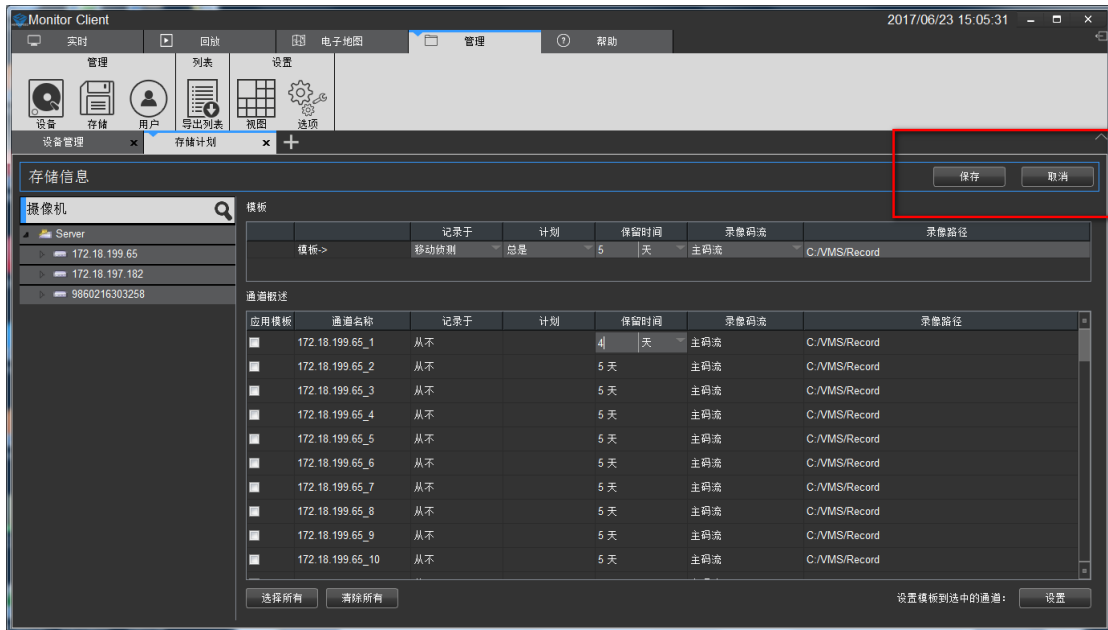 Monitor Client 2017/06/23 15:05:31
实时 回放 电子地图 管理 帮助
管理 列表 设置
设备 存储 用户 导出列表 视图 选项
设备管理 x 存储计划 x
存储信息 保存 取消
摄像机
Server
172.18.199.65
172.18.197.182
9860216303258
模板
记录于 计划 保留时间 录像码流 录像路径
模板-> 移动侦测 总是 5 天 主码流 C:/VMS/Record
通道概述
应用模板 通道名称 记录于 计划 保留时间 录像码流 录像路径
172.18.199.65_1 从不 4 天 主码流 C:/VMS/Record
172.18.199.65_2 从不 5 天 主码流 C:/VMS/Record
172.18.199.65_3 从不 5 天 主码流 C:/VMS/Record
172.18.199.65_4 从不 5 天 主码流 C:/VMS/Record
172.18.199.65_5 从不 5 天 主码流 C:/VMS/Record
172.18.199.65_6 从不 5 天 主码流 C:/VMS/Record
172.18.199.65_7 从不 5 天 主码流 C:/VMS/Record
172.18.199.65_8 从不 5 天 主码流 C:/VMS/Record
172.18.199.65_9 从不 5 天 主码流 C:/VMS/Record
172.18.199.65_10 从不 5 天 主码流 C:/VMS/Record
选择所有 清除所有 设置模板到选中的通道: 设置